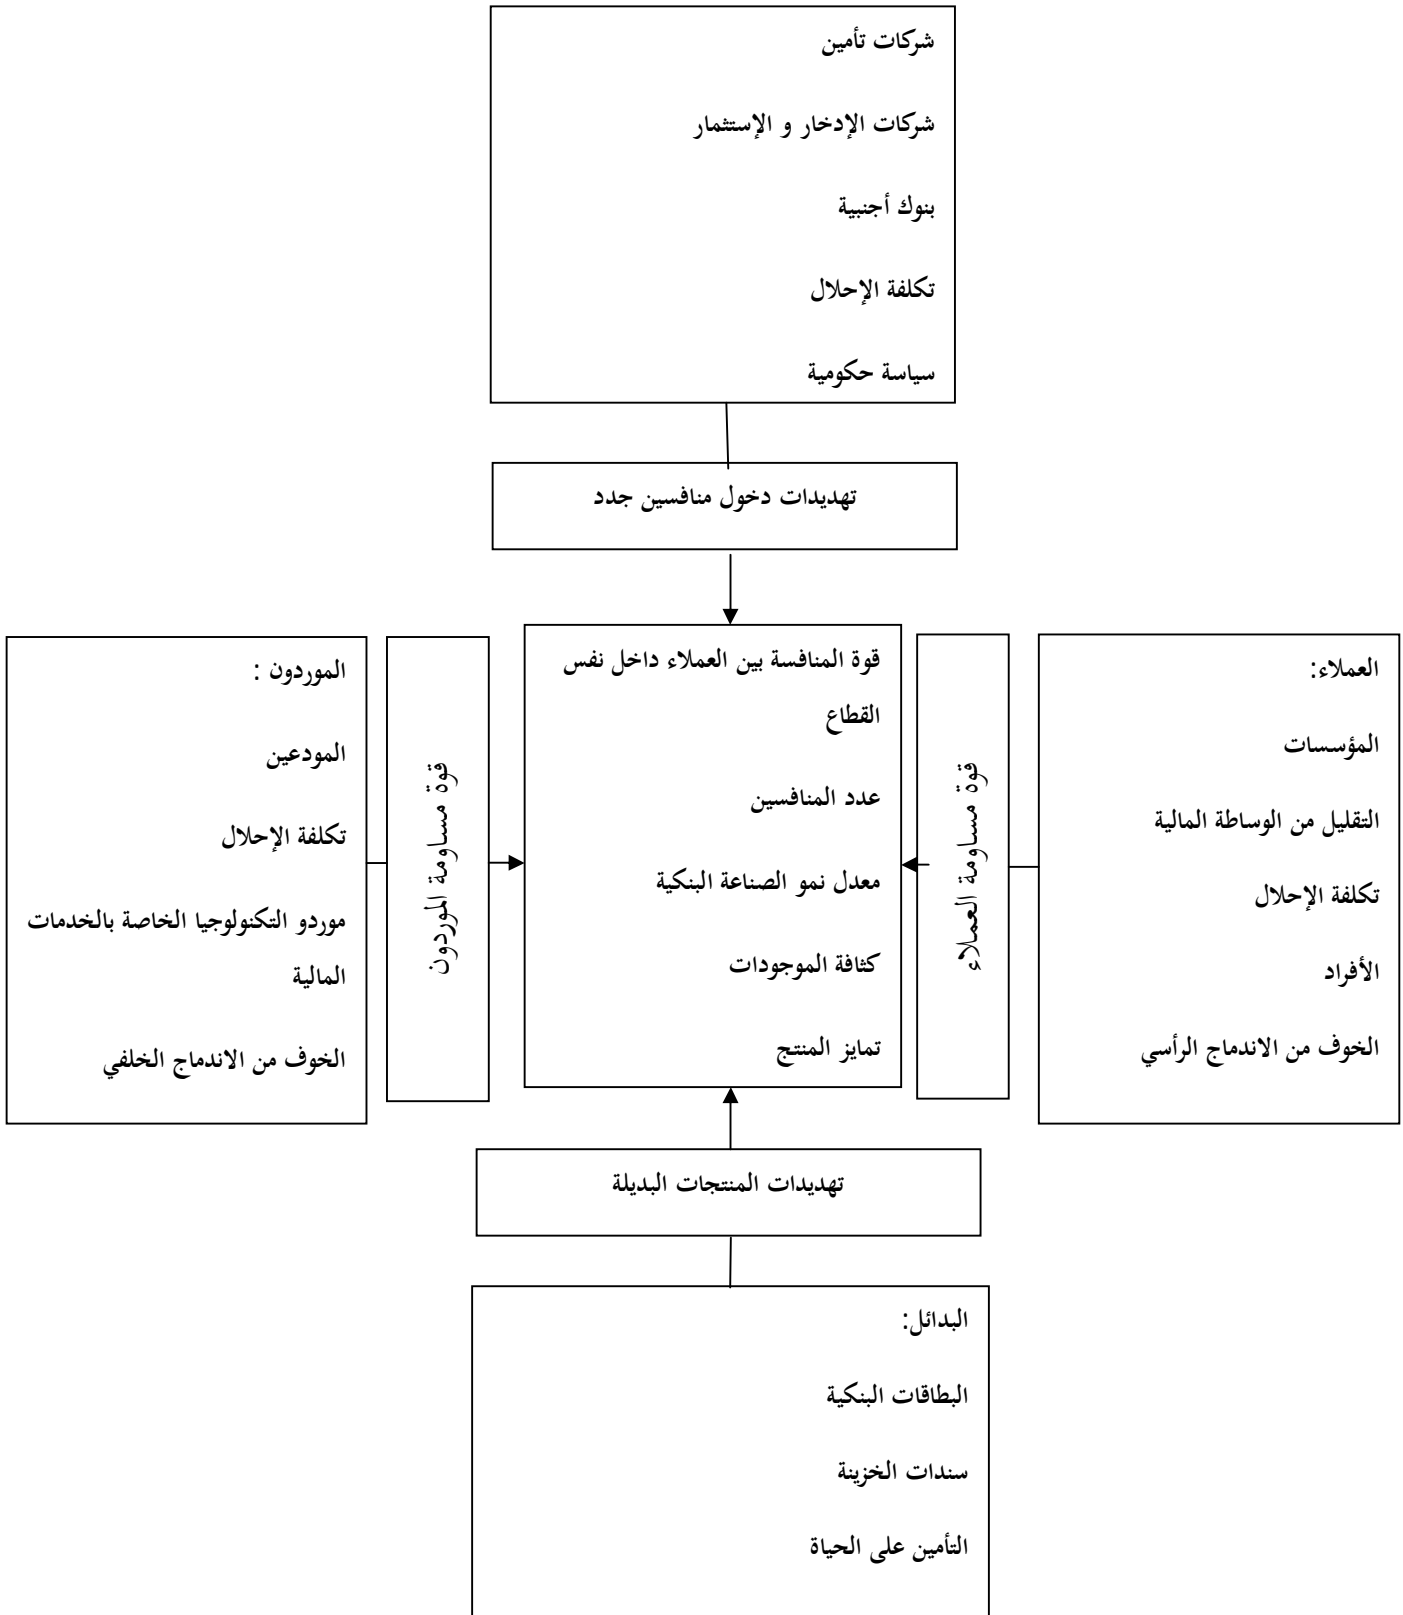 شركات تأمين
شركات الإدخار و الإستثمار
بنوك أجنبية
تكلفة الإحلال
سياسة حكومية
تهديدات دخول منافسين جدد
العملاء:
المؤسسات
التقليل من الوساطة المالية
تكلفة الإحلال
الأفراد
الخوف من الاندماج الرأسي
قوة مساومة العملاء
قوة المنافسة بين العملاء داخل نفس
القطاع
عدد المنافسين
معدل نمو الصناعة البنكية
كثافة الموجودات
تمايز المنتج
قوة مساومة الموردون
الموردون :
المودعين
تكلفة الإحلال
موردو التكنولوجيا الخاصة بالخدمات
المالية
الخوف من الاندماج الخلفي
تهديدات المنتجات البديلة
البدائل:
البطاقات البنكية
سندات الخزينة
التأمين على الحياة